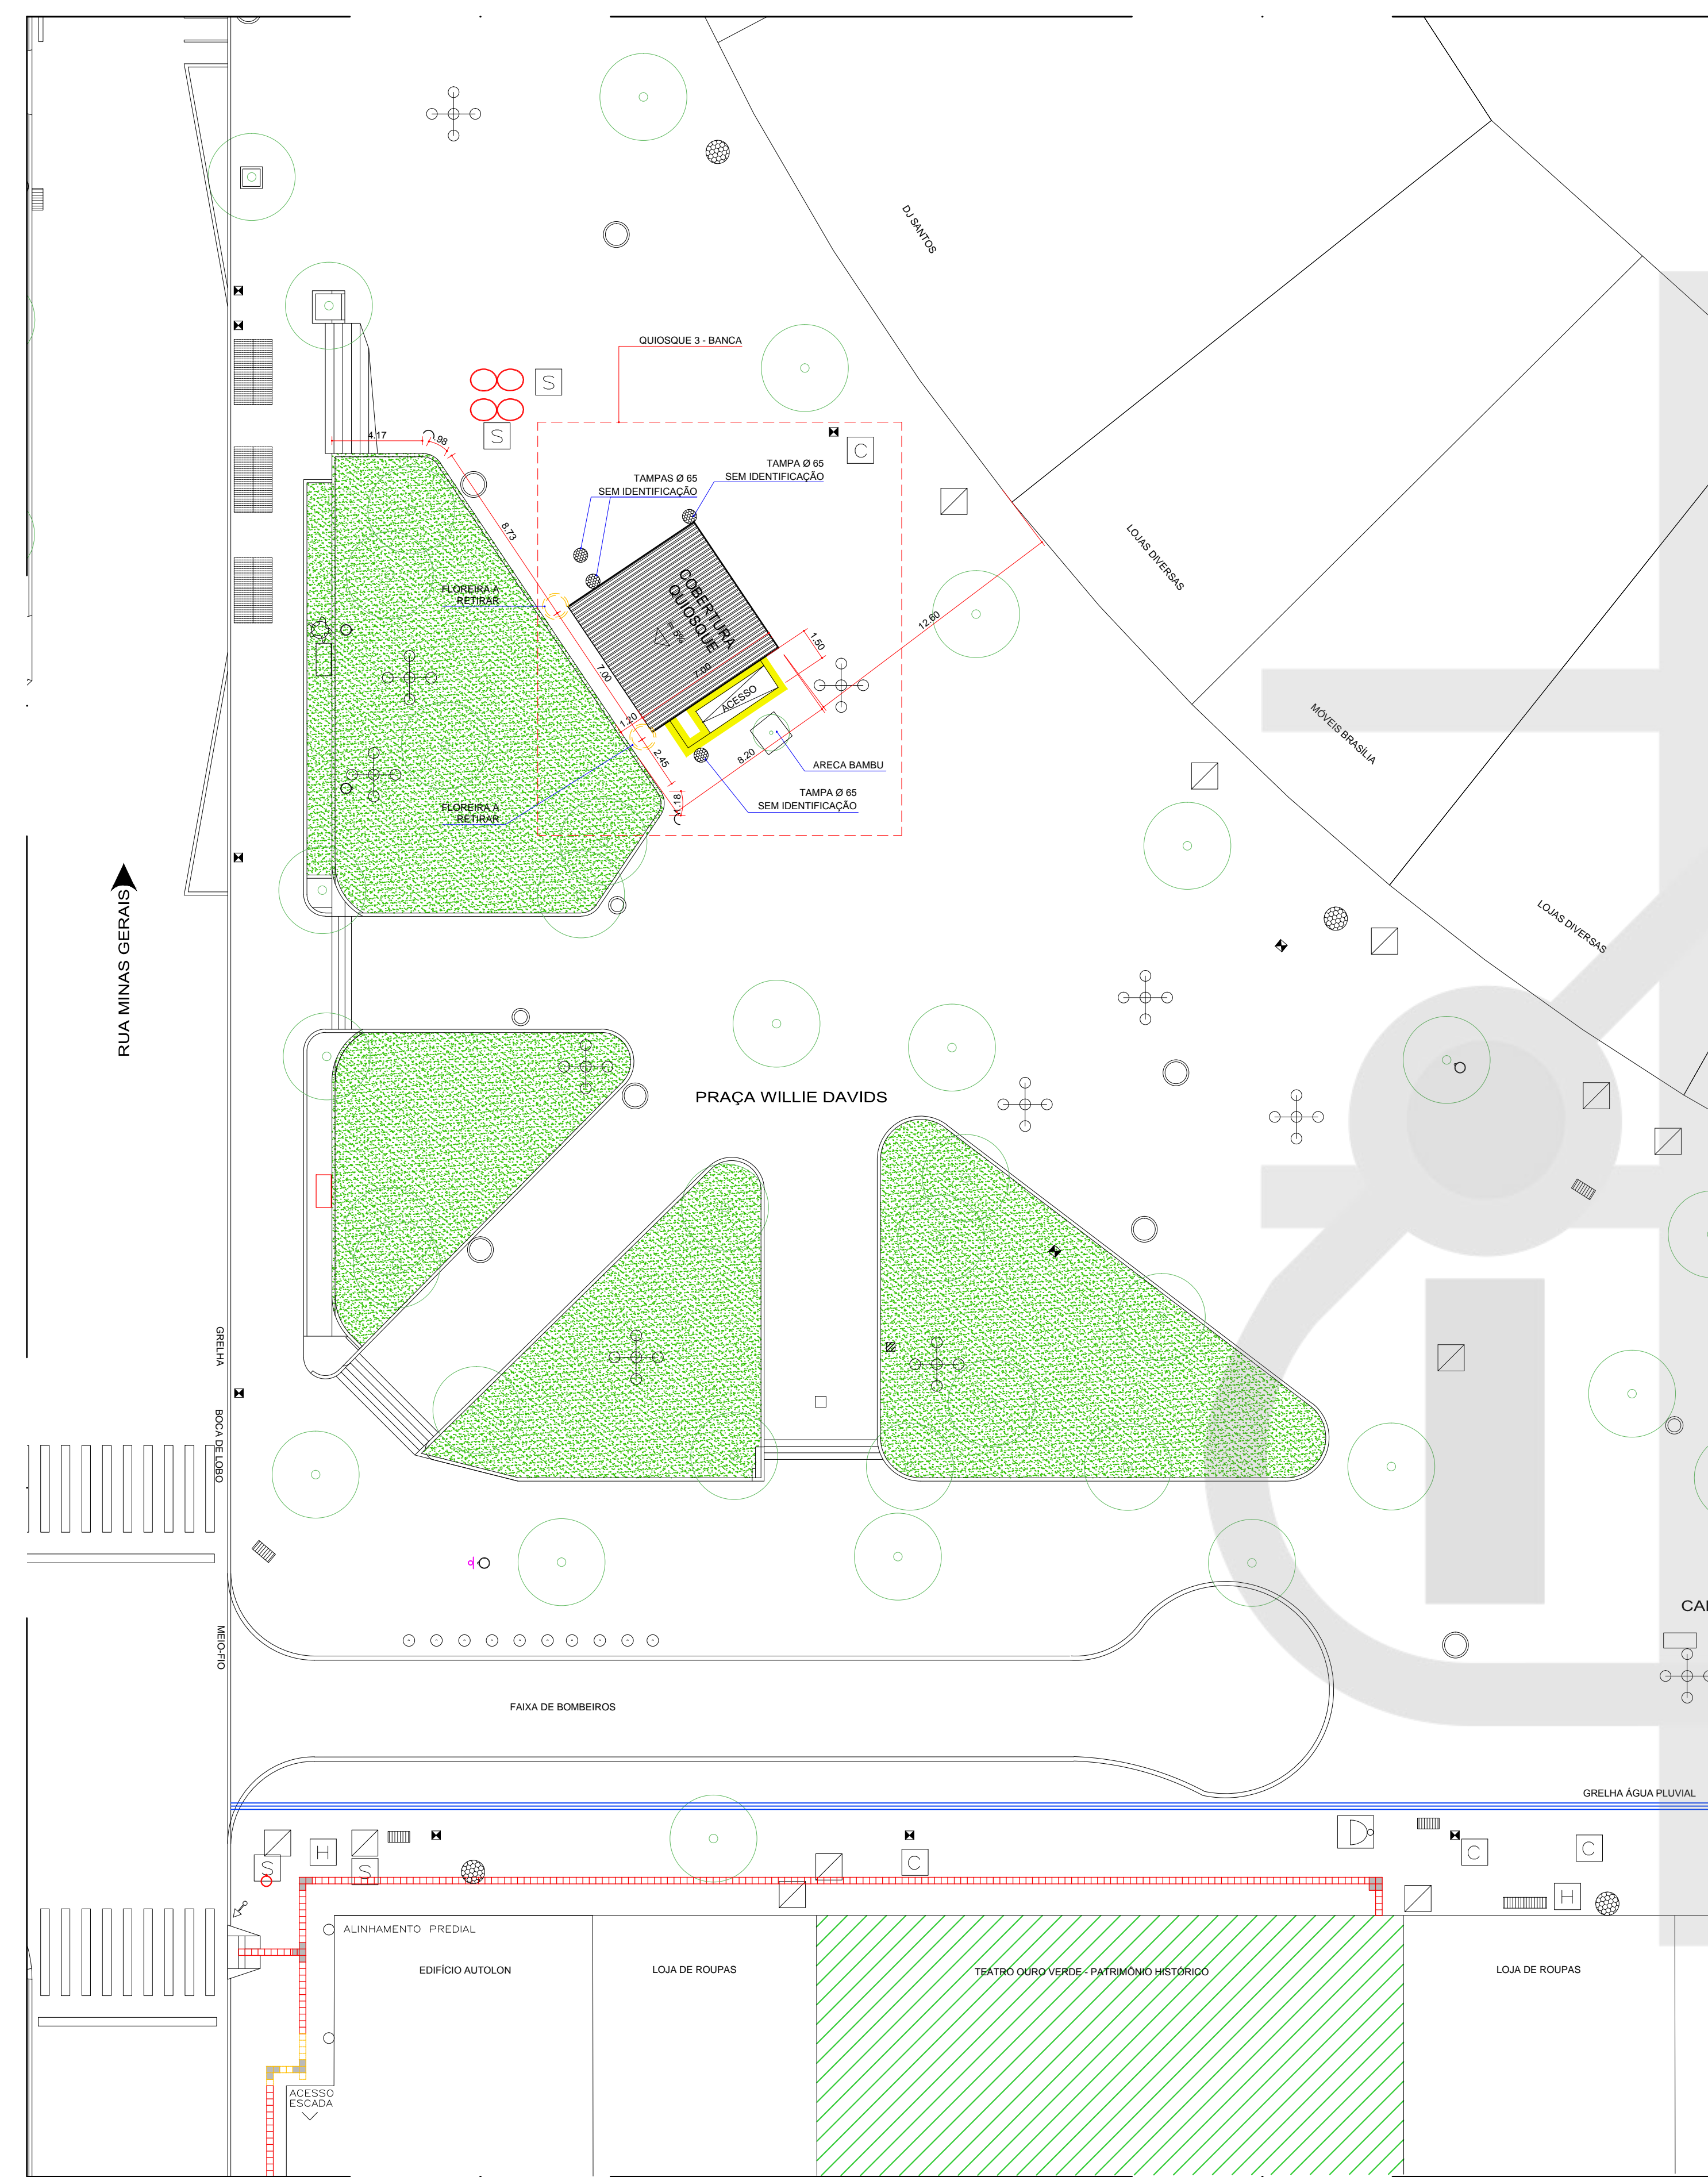 DJ SANTOS
QUIOSQUE 3 - BANCA
S
S
C
4.17
.98
TAMPA Ø 65
SEM IDENTIFICAÇÃO
TAMPAS Ø 65
SEM IDENTIFICAÇÃO
8.73
LOJAS DIVERSAS
FLOREIRA A
RETIRAR
COBERTURA
QUIOSQUE
i= 5%
12.60
1.50
7.00
7.00
ACESSO
1.20
2.45
8.20
MÓVEIS BRASÍLIA
ARECA BAMBU
TAMPA Ø 65
SEM IDENTIFICAÇÃO
1.18
FLOREIRA A
RETIRAR
LOJAS DIVERSAS
RUA MINAS GERAIS
PRAÇA WILLIE DAVIDS
GRELHA
BOCA DE LOBO
MEIO-FIO
CAL
FAIXA DE BOMBEIROS
GRELHA ÁGUA PLUVIAL
S
H
S
C
D
C
C
H
ALINHAMENTO PREDIAL
EDIFÍCIO AUTOLON
LOJA DE ROUPAS
TEATRO OURO VERDE - PATRIMÔNIO HISTÓRICO
LOJA DE ROUPAS
ACESSO
ESCADA